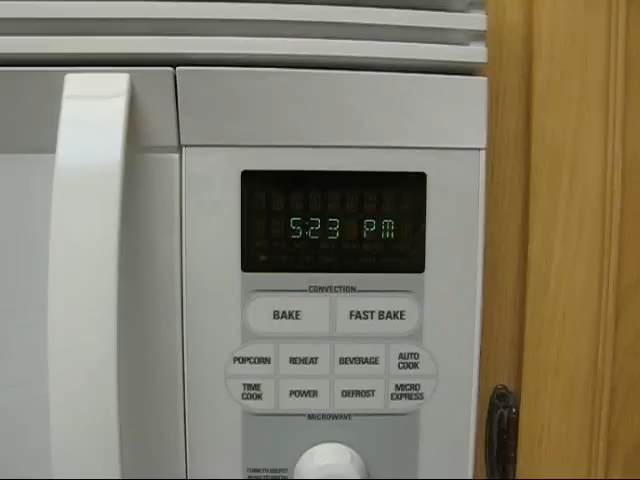 5:23 PM
CONVECTION
BAKE FAST BAKE
POPCORN REHEAT BEVERAGE AUTO COOK
TIME COOK POWER DEFROST MICRO EXPRESS
MICROWAVE